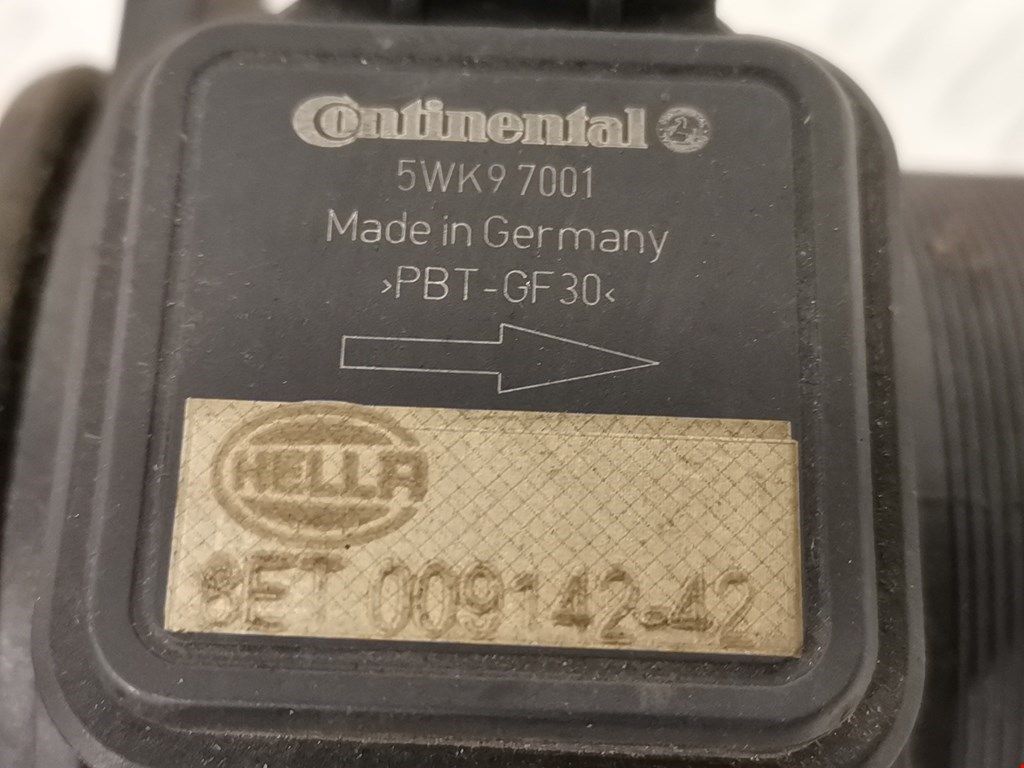 Continental
5WK9 7001
Made in Germany
>PBT-GF30<
HELLA
8ET 009142-42